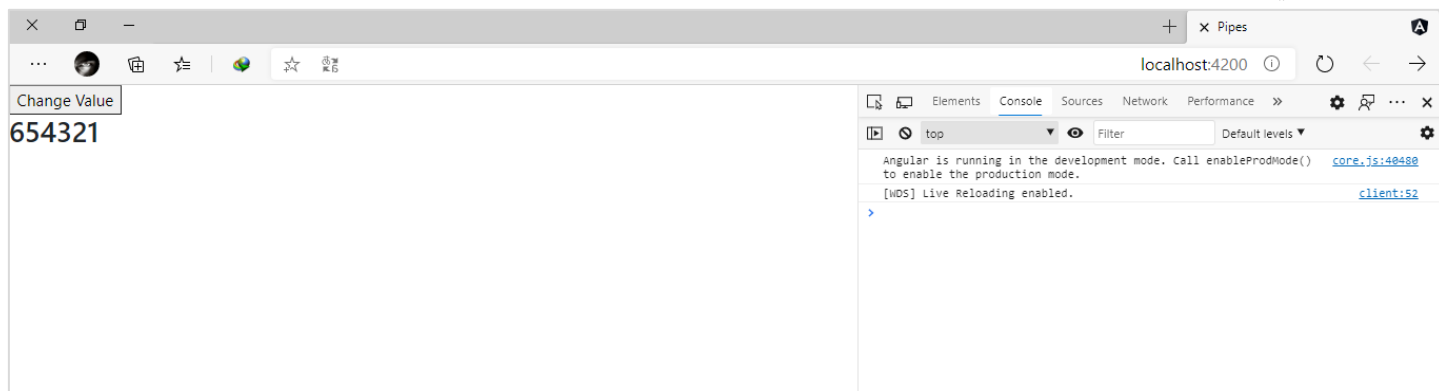 Pipes
localhost:4200
Change Value
654321
Elements Console Sources Network Performance »
top Filter Default levels ▼
Angular is running in the development mode. Call enableProdMode() core.js:40480
to enable the production mode.
[WDS] Live Reloading enabled. client:52
>